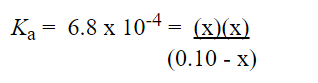 Kₐ = 6.8 x 10⁻⁴ = (x)(x)
(0.10 - x)